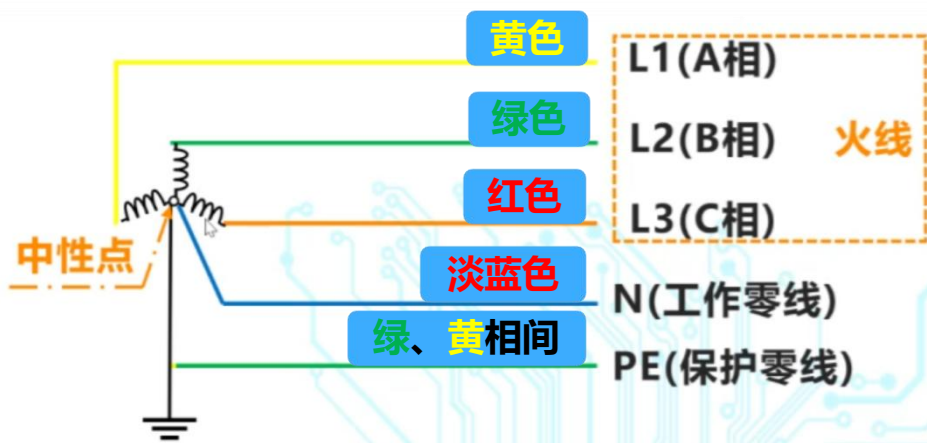 黄色
L1(A相)
绿色
L2(B相)
火线
红色
L3(C相)
中性点
淡蓝色
N(工作零线)
绿、黄相间
PE(保护零线)